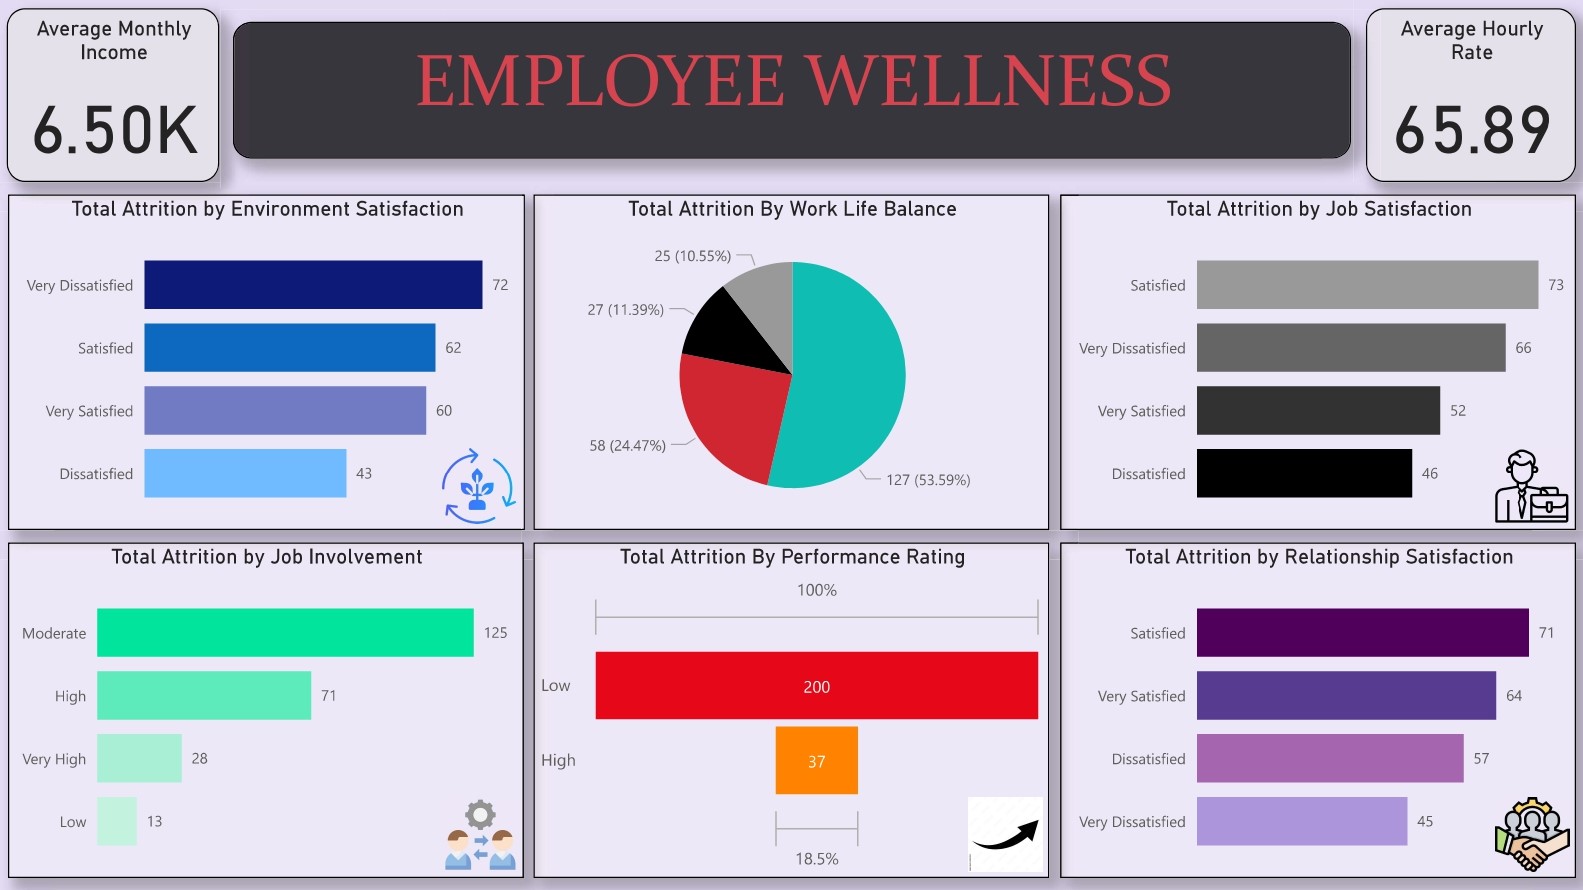 Average Monthly
Income
6.50K
EMPLOYEE WELLNESS
Average Hourly
Rate
65.89
Total Attrition by Environment Satisfaction
Very Dissatisfied 72
Satisfied 62
Very Satisfied 60
Dissatisfied 43
Total Attrition By Work Life Balance
25 (10.55%)
27 (11.39%)
58 (24.47%)
127 (53.59%)
Total Attrition by Job Satisfaction
Satisfied 73
Very Dissatisfied 66
Very Satisfied 52
Dissatisfied 46
Total Attrition by Job Involvement
Moderate 125
High 71
Very High 28
Low 13
Total Attrition By Performance Rating
100%
Low 200
High 37
18.5%
Total Attrition by Relationship Satisfaction
Satisfied 71
Very Satisfied 64
Dissatisfied 57
Very Dissatisfied 45